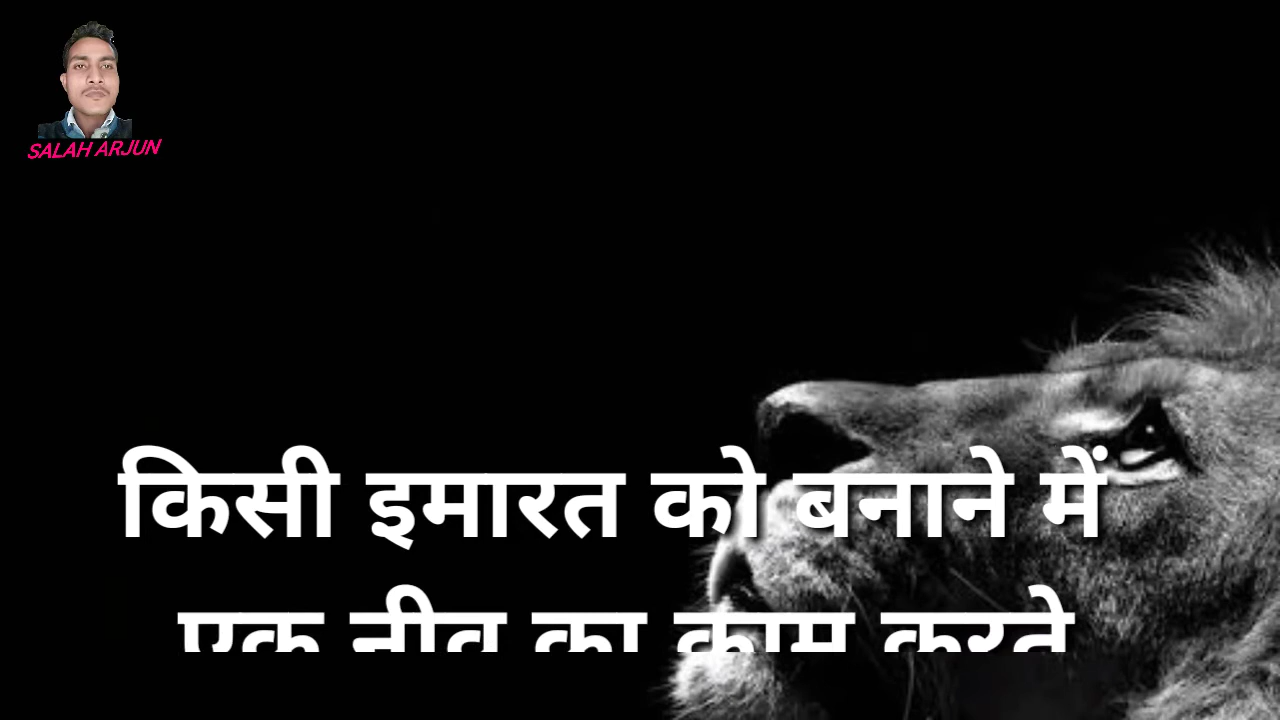 SALAH ARJUN
किसी इमारत को बनाने में
एक नीव का काम करते